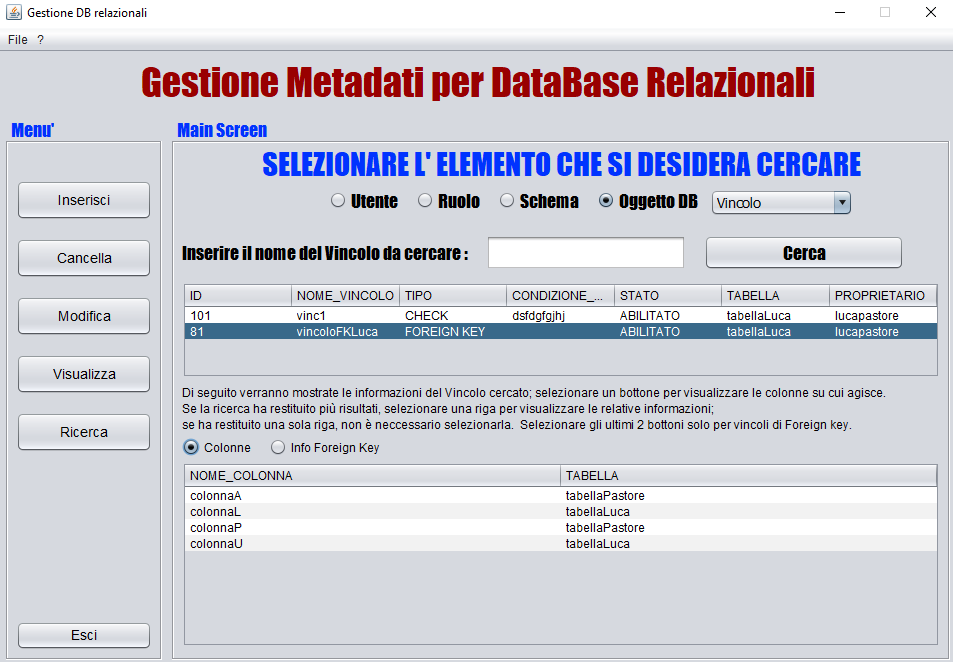 Gestione DB relazionali
File ?
Gestione Metadati per DataBase Relazionali
Menu'
Inserisci
Cancella
Modifica
Visualizza
Ricerca
Esci
Main Screen
SELEZIONARE L' ELEMENTO CHE SI DESIDERA CERCARE
Utente Ruolo Schema Oggetto DB Vincolo
Inserire il nome del Vincolo da cercare : Cerca
ID NOME_VINCOLO TIPO CONDIZIONE_... STATO TABELLA PROPRIETARIO
101 vinc1 CHECK dsfdgfgjhj ABILITATO tabellaLuca lucapastore
81 vincoloFKLuca FOREIGN KEY ABILITATO tabellaLuca lucapastore
Di seguito verranno mostrate le informazioni del Vincolo cercato; selezionare un bottone per visualizzare le colonne su cui agisce.
Se la ricerca ha restituito più risultati, selezionare una riga per visualizzare le relative informazioni;
se ha restituito una sola riga, non è neccessario selezionarla. Selezionare gli ultimi 2 bottoni solo per vincoli di Foreign key.
Colonne Info Foreign Key
NOME_COLONNA TABELLA
colonnaA tabellaPastore
colonnaL tabellaLuca
colonnaP tabellaPastore
colonnaU tabellaLuca